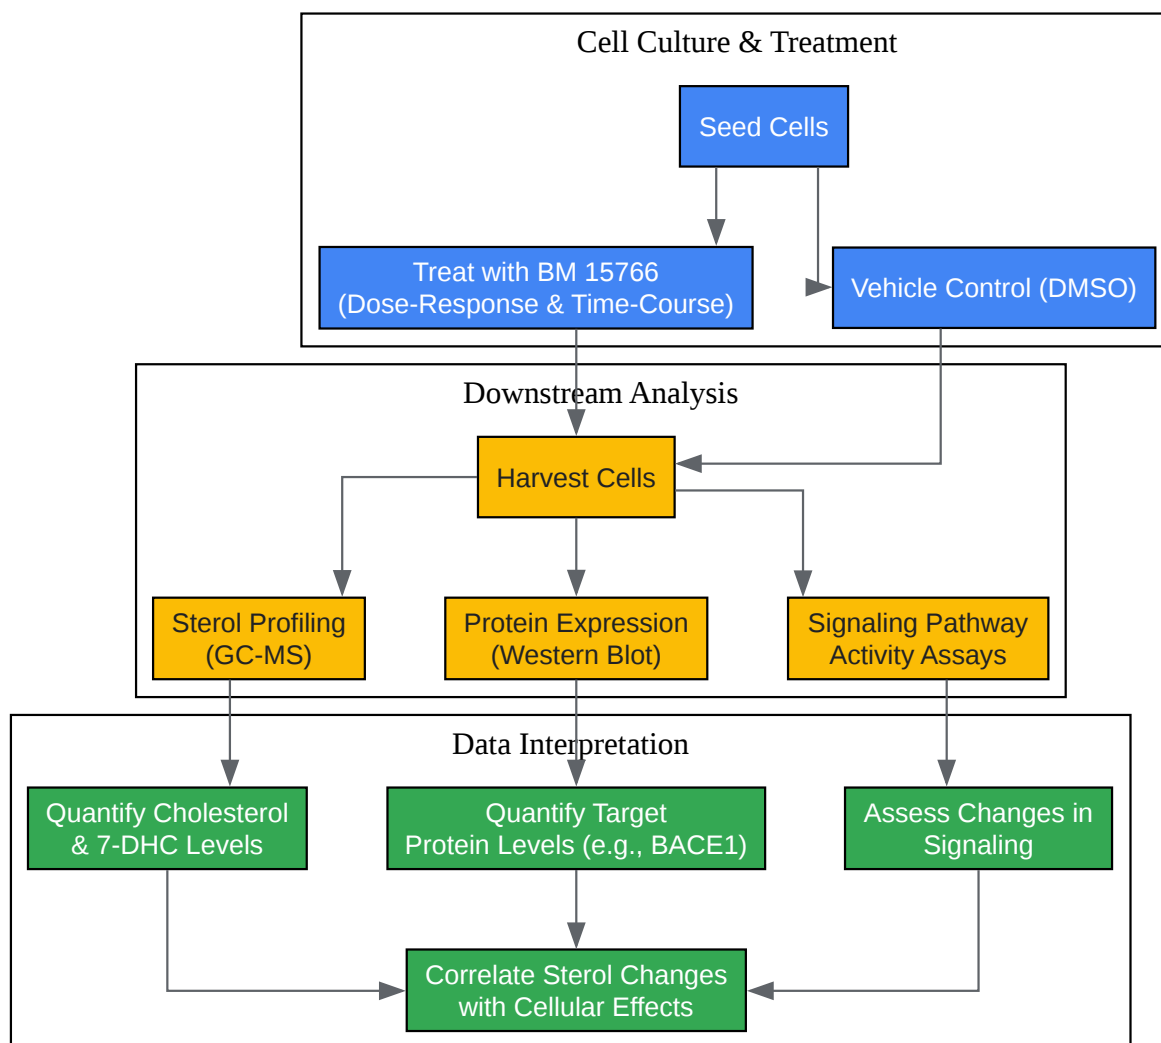 Cell Culture & Treatment
Seed Cells
Treat with BM 15766
(Dose-Response & Time-Course)
Vehicle Control (DMSO)
Downstream Analysis
Harvest Cells
Sterol Profiling
(GC-MS)
Protein Expression
(Western Blot)
Signaling Pathway
Activity Assays
Data Interpretation
Quantify Cholesterol
& 7-DHC Levels
Quantify Target
Protein Levels (e.g., BACE1)
Assess Changes in
Signaling
Correlate Sterol Changes
with Cellular Effects